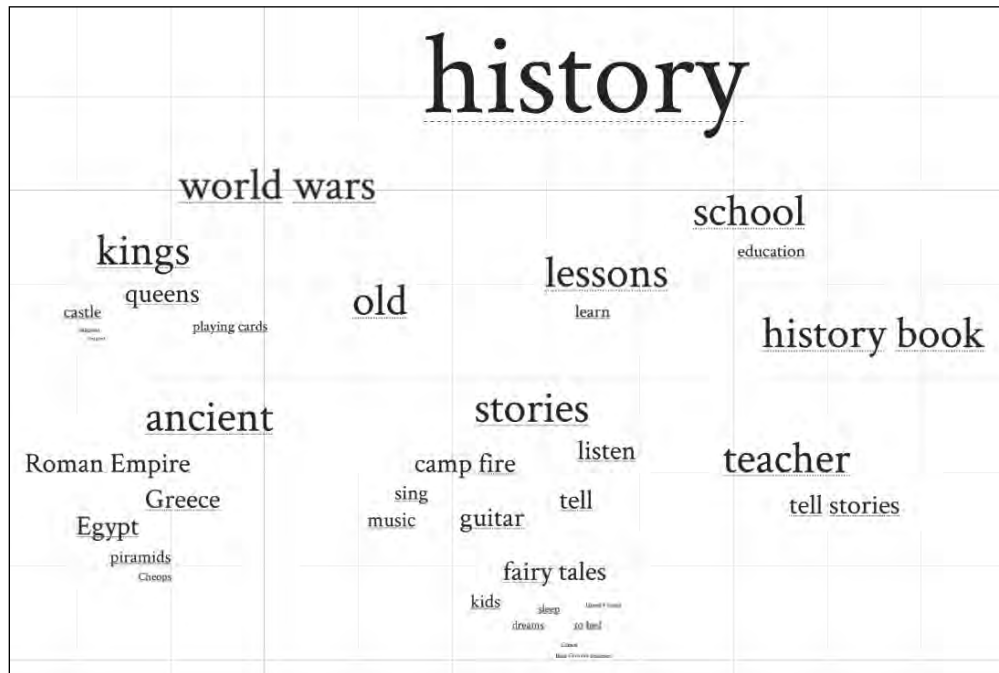 history
world wars
school
education
kings
queens
lessons
old
castle
learn
playing cards
history book
ancient
stories
Roman Empire
camp fire
listen
teacher
Greece
sing
tell
tell stories
Egypt
music
guitar
piramids
Cheops
fairy tales
kids
sleep
dreams
to bed